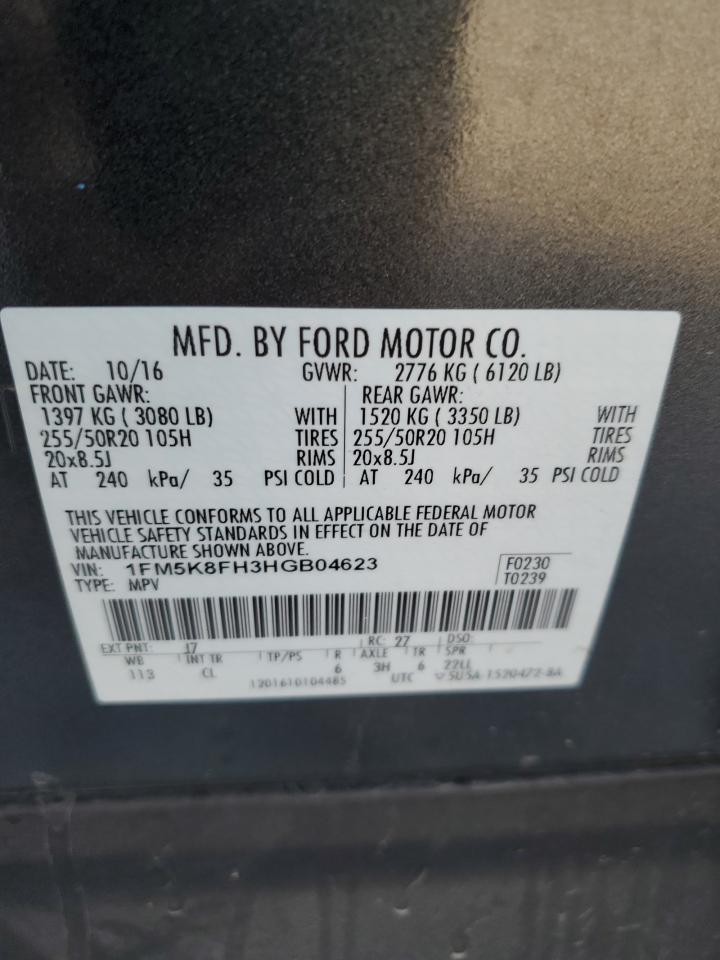 MFD. BY FORD MOTOR CO.
DATE: 10/16 GVWR: 2776 KG ( 6120 LB)
FRONT GAWR: REAR GAWR:
1397 KG ( 3080 LB) WITH 1520 KG ( 3350 LB) WITH
255/50R20 105H TIRES 255/50R20 105H TIRES
20x8.5J RIMS 20x8.5J RIMS
AT 240 kPa/ 35 PSI COLD AT 240 kPa/ 35 PSI COLD
THIS VEHICLE CONFORMS TO ALL APPLICABLE FEDERAL MOTOR
VEHICLE SAFETY STANDARDS IN EFFECT ON THE DATE OF
MANUFACTURE SHOWN ABOVE.
VIN: 1FM5K8FH3HGB04623 F0230
TYPE: MPV T0239
EXT PNT: J7 RC: 27 DSO:
WB INT TR TP/PS R AXLE TR SPR
113 CL 6 3H 6 22LL
1201610104485 UTC 5U5A-1520472-BA